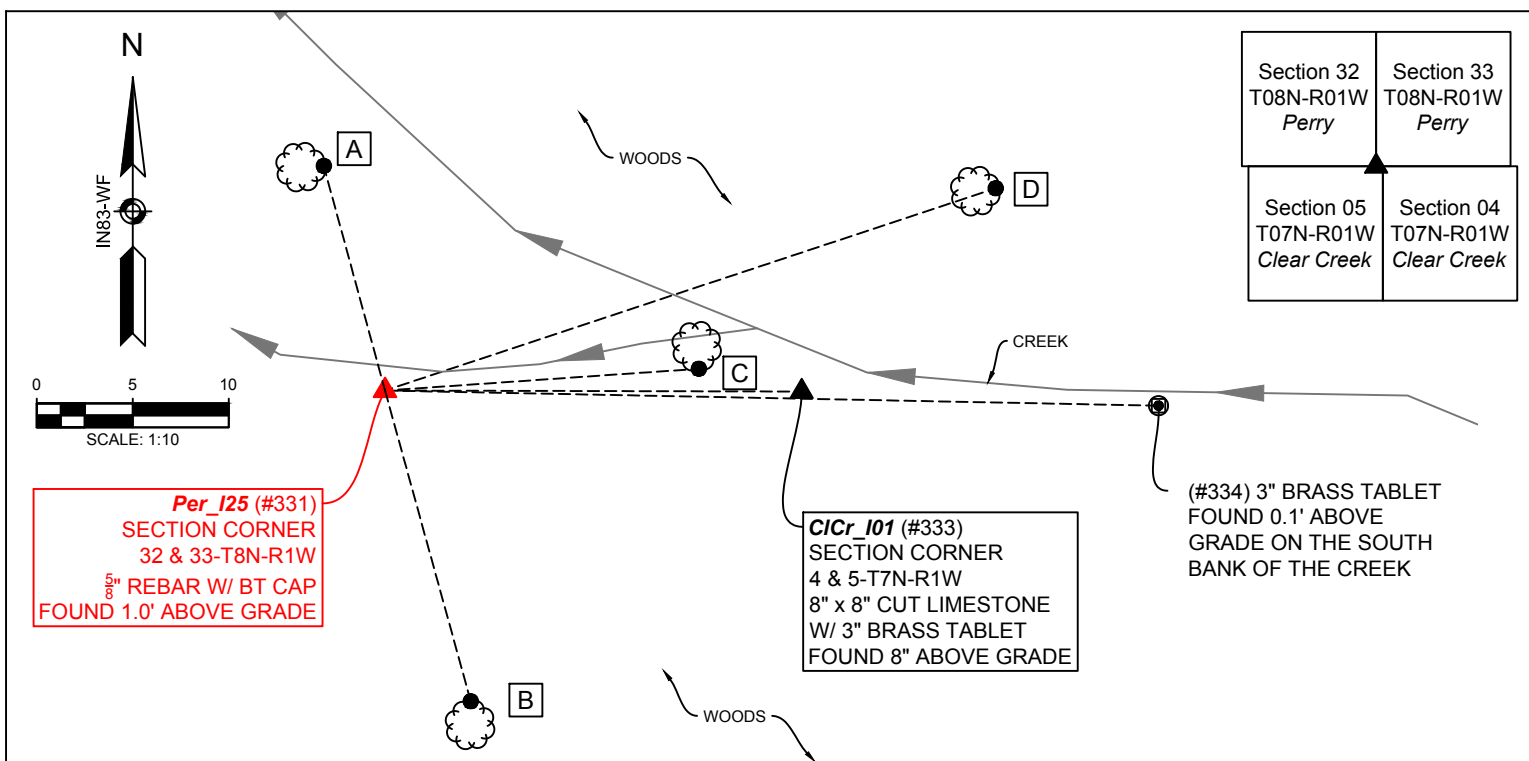 N
IN83-WF
0 5 10
SCALE: 1:10
A
WOODS
D
Section 32
T08N-R01W
Perry
Section 33
T08N-R01W
Perry
Section 05
T07N-R01W
Clear Creek
Section 04
T07N-R01W
Clear Creek
C
CREEK
Per_I25 (#331)
SECTION CORNER
32 & 33-T8N-R1W
5/8" REBAR W/ BT CAP
FOUND 1.0' ABOVE GRADE
B
WOODS
ClCr_I01 (#333)
SECTION CORNER
4 & 5-T7N-R1W
8" x 8" CUT LIMESTONE
W/ 3" BRASS TABLET
FOUND 8" ABOVE GRADE
(#334) 3" BRASS TABLET
FOUND 0.1' ABOVE
GRADE ON THE SOUTH
BANK OF THE CREEK